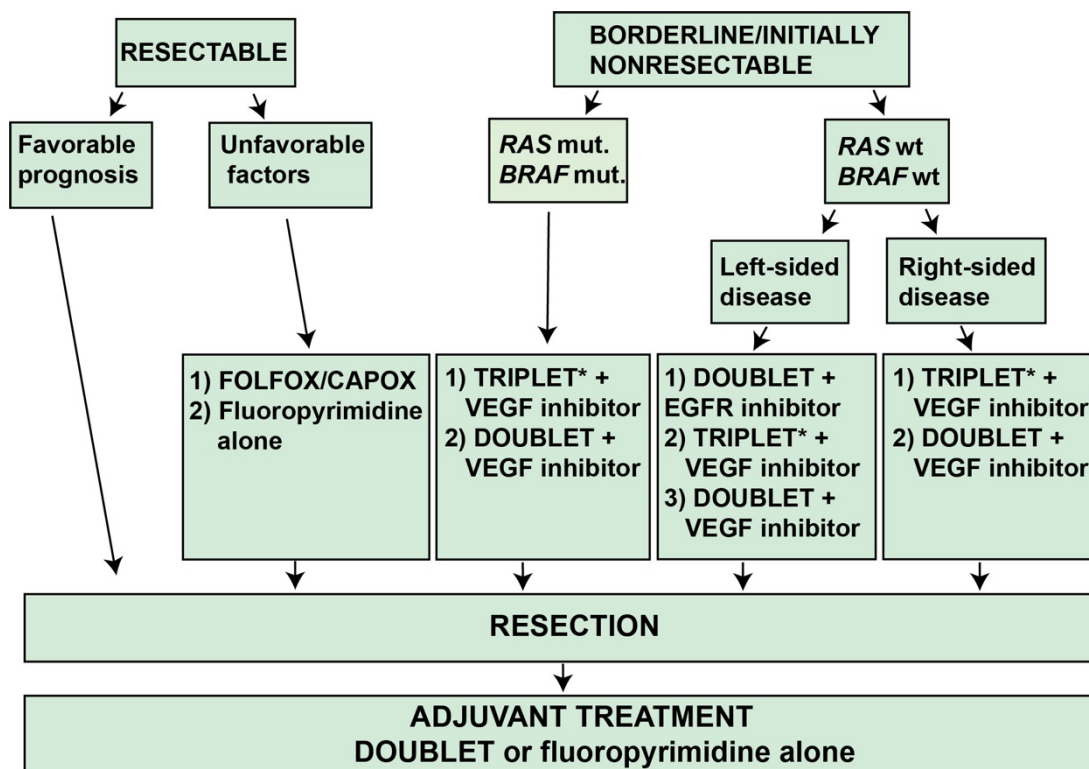 RESECTABLE
BORDERLINE/INITIALLY
NONRESECTABLE
Favorable
prognosis
Unfavorable
factors
RAS mut.
BRAF mut.
RAS wt
BRAF wt
Left-sided
disease
Right-sided
disease
1) FOLFOX/CAPOX
2) Fluoropyrimidine
alone
1) TRIPLET* +
VEGF inhibitor
2) DOUBLET +
VEGF inhibitor
1) DOUBLET +
EGFR inhibitor
2) TRIPLET* +
VEGF inhibitor
3) DOUBLET +
VEGF inhibitor
1) TRIPLET* +
VEGF inhibitor
2) DOUBLET +
VEGF inhibitor
RESECTION
ADJUVANT TREATMENT
DOUBLET or fluoropyrimidine alone